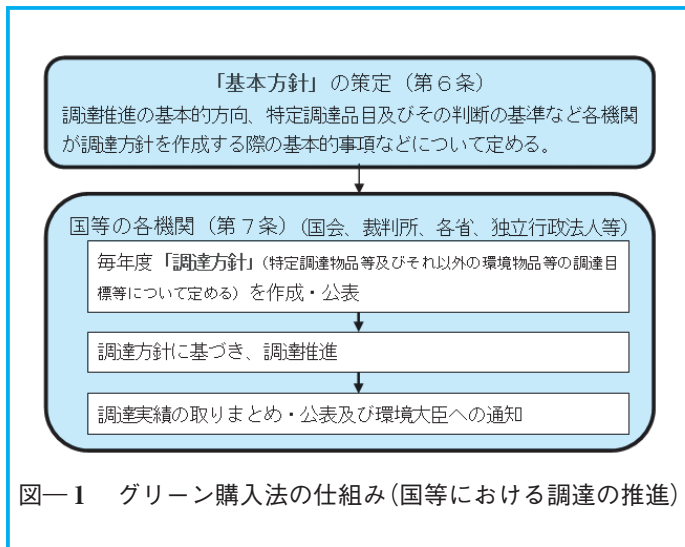 「基本方針」の策定（第６条）
調達推進の基本的方向、特定調達品目及びその判断の基準など各機関
が調達方針を作成する際の基本的事項などについて定める。
国等の各機関（第７条）（国会、裁判所、各省、独立行政法人等）
毎年度「調達方針」（特定調達物品等及びそれ以外の環境物品等の調達目
標等について定める）を作成・公表
調達方針に基づき、調達推進
調達実績の取りまとめ・公表及び環境大臣への通知
図―1　グリーン購入法の仕組み（国等における調達の推進）